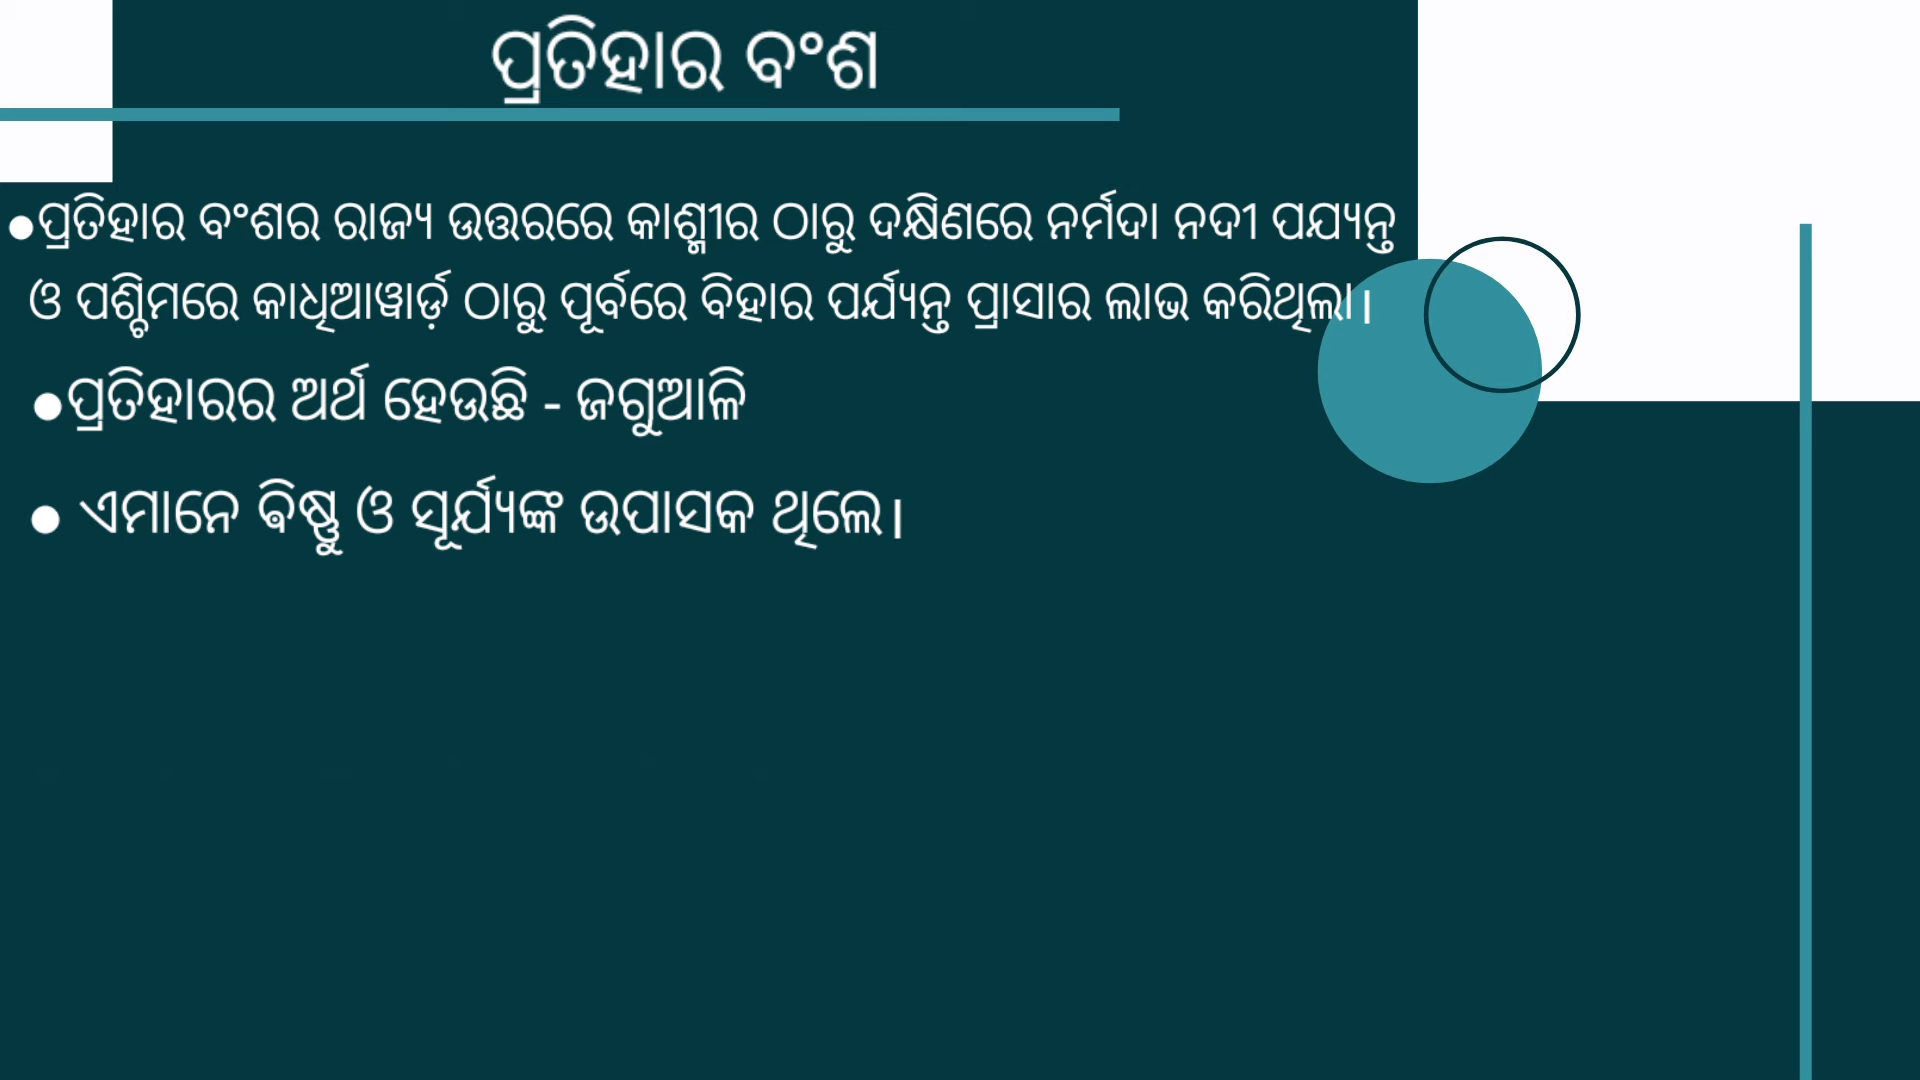 ପ୍ରତିହାର ବଂଶ
●ପ୍ରତିହାର ବଂଶର ରାଜ୍ୟ ଉତ୍ତରରେ କାଶ୍ମୀର ଠାରୁ ଦକ୍ଷିଣରେ ନର୍ମଦା ନଦୀ ପଯ୍ୟନ୍ତ
ଓ ପଶ୍ଚିମରେ କାଧିଆୱାର୍ଡ଼ ଠାରୁ ପୂର୍ବରେ ବିହାର ପର୍ଯ୍ୟନ୍ତ ପ୍ରାସାର ଲାଭ କରିଥିଲା।
●ପ୍ରତିହାରର ଅର୍ଥ ହେଉଛି - ଜଗୁଆଳି
● ଏମାନେ ଵିଷ୍ଣୁ ଓ ସୂର୍ଯ୍ୟଙ୍କ ଉପାସକ ଥିଲେ।